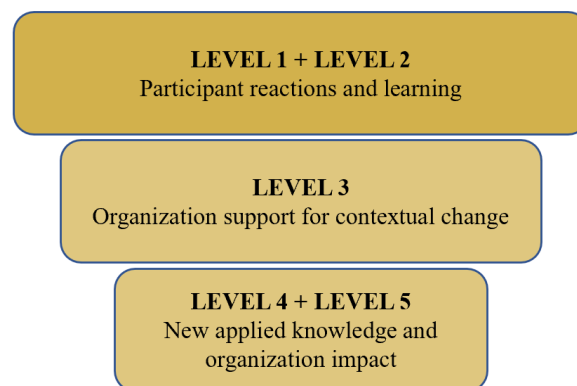 LEVEL 1 + LEVEL 2
Participant reactions and learning
LEVEL 3
Organization support for contextual change
LEVEL 4 + LEVEL 5
New applied knowledge and
organization impact